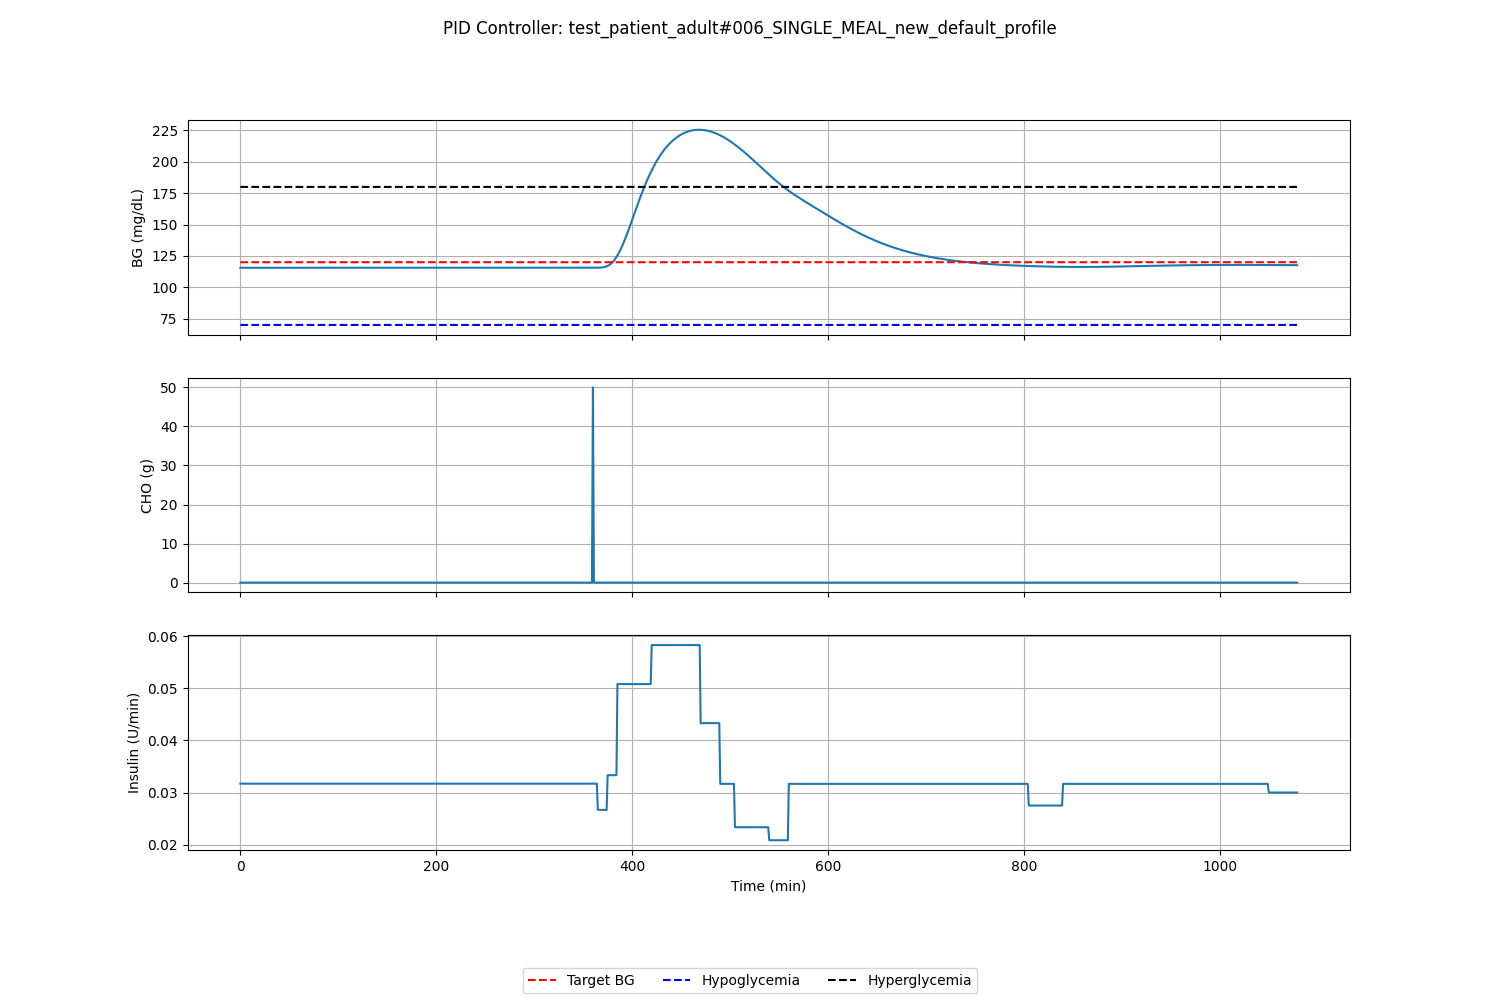 PID Controller: test_patient_adult#006_SINGLE_MEAL_new_default_profile
BG (mg/dL)
225
200
175
150
125
100
75
CHO (g)
50
40
30
20
10
0
Insulin (U/min)
0.06
0.05
0.04
0.03
0.02
0 200 400 600 800 1000
Time (min)
Target BG Hypoglycemia Hyperglycemia